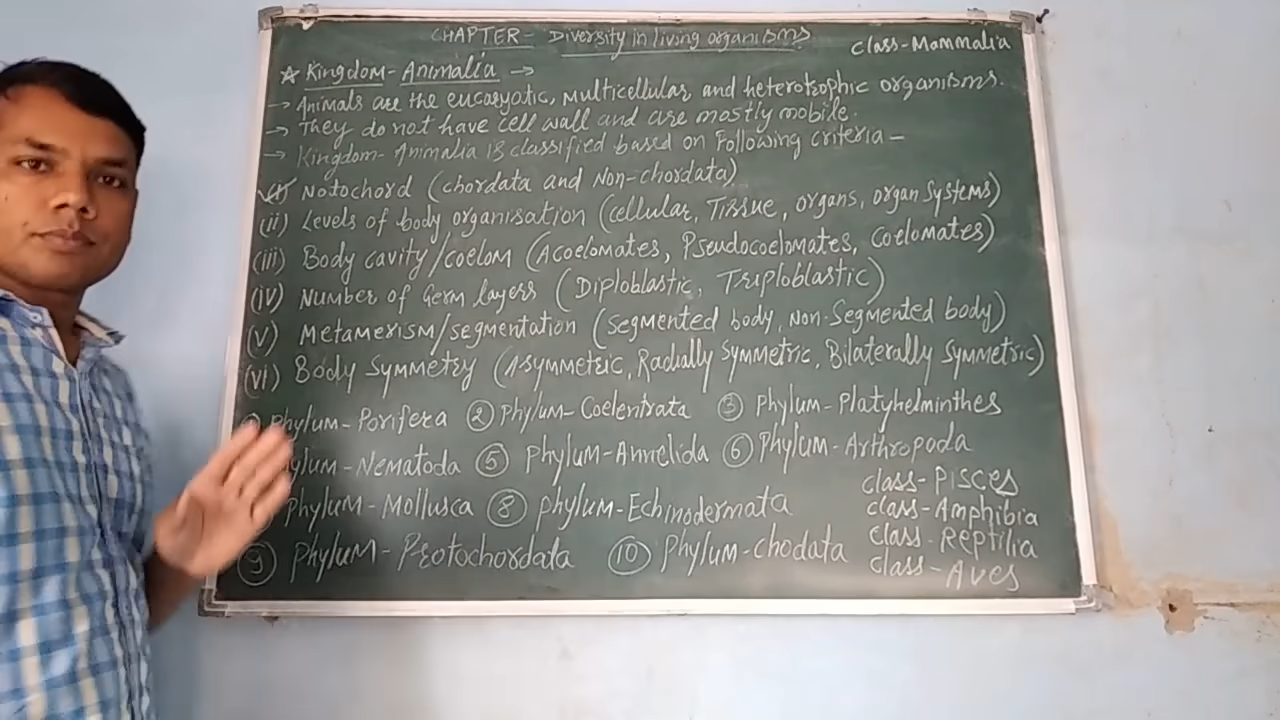 CHAPTER- Diversity in living organisms
Class-Mammalia
☆ Kingdom-Animalia →
→ Animals are the eucaryotic, multicellular and heterotrophic organisms.
→ They do not have cell wall and are mostly mobile.
→ Kingdom-Animalia is classified based on Following criteria-
(i) Notochord (chordata and Non-chordata)
(ii) Levels of body organisation (cellular, Tissue, organs, organ systems)
(iii) Body cavity/coelom (Acoelomates, Pseudocoelomates, Coelomates)
(iv) Number of Germ layers (Diploblastic, Triploblastic)
(v) Metamerism/segmentation (segmented body, Non-Segmented body)
(vi) Body Symmetry (Asymmetric, Radially Symmetric, Bilaterally Symmetric)
Phylum-Porifera ② Phylum-Coelentrata ③ Phylum-Platyhelminthes
Phylum-Nematoda ⑤ Phylum-Annelida ⑥ Phylum-Arthropoda
Phylum-Mollusca ⑧ Phylum-Echinodermata
⑨ Phylum-Protochordata ⑩ Phylum-chodata
class-Pisces
class-Amphibia
class-Reptilia
class-Aves